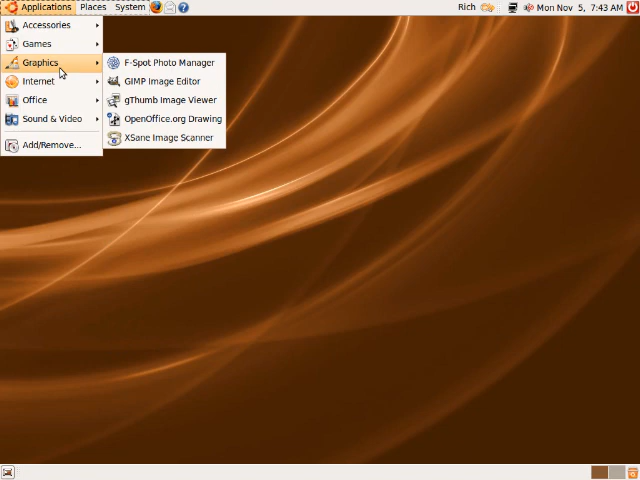 Applications Places System Rich Mon Nov 5, 7:43 AM
Accessories
Games
Graphics
Internet
Office
Sound & Video
Add/Remove...
F-Spot Photo Manager
GIMP Image Editor
gThumb Image Viewer
OpenOffice.org Drawing
XSane Image Scanner